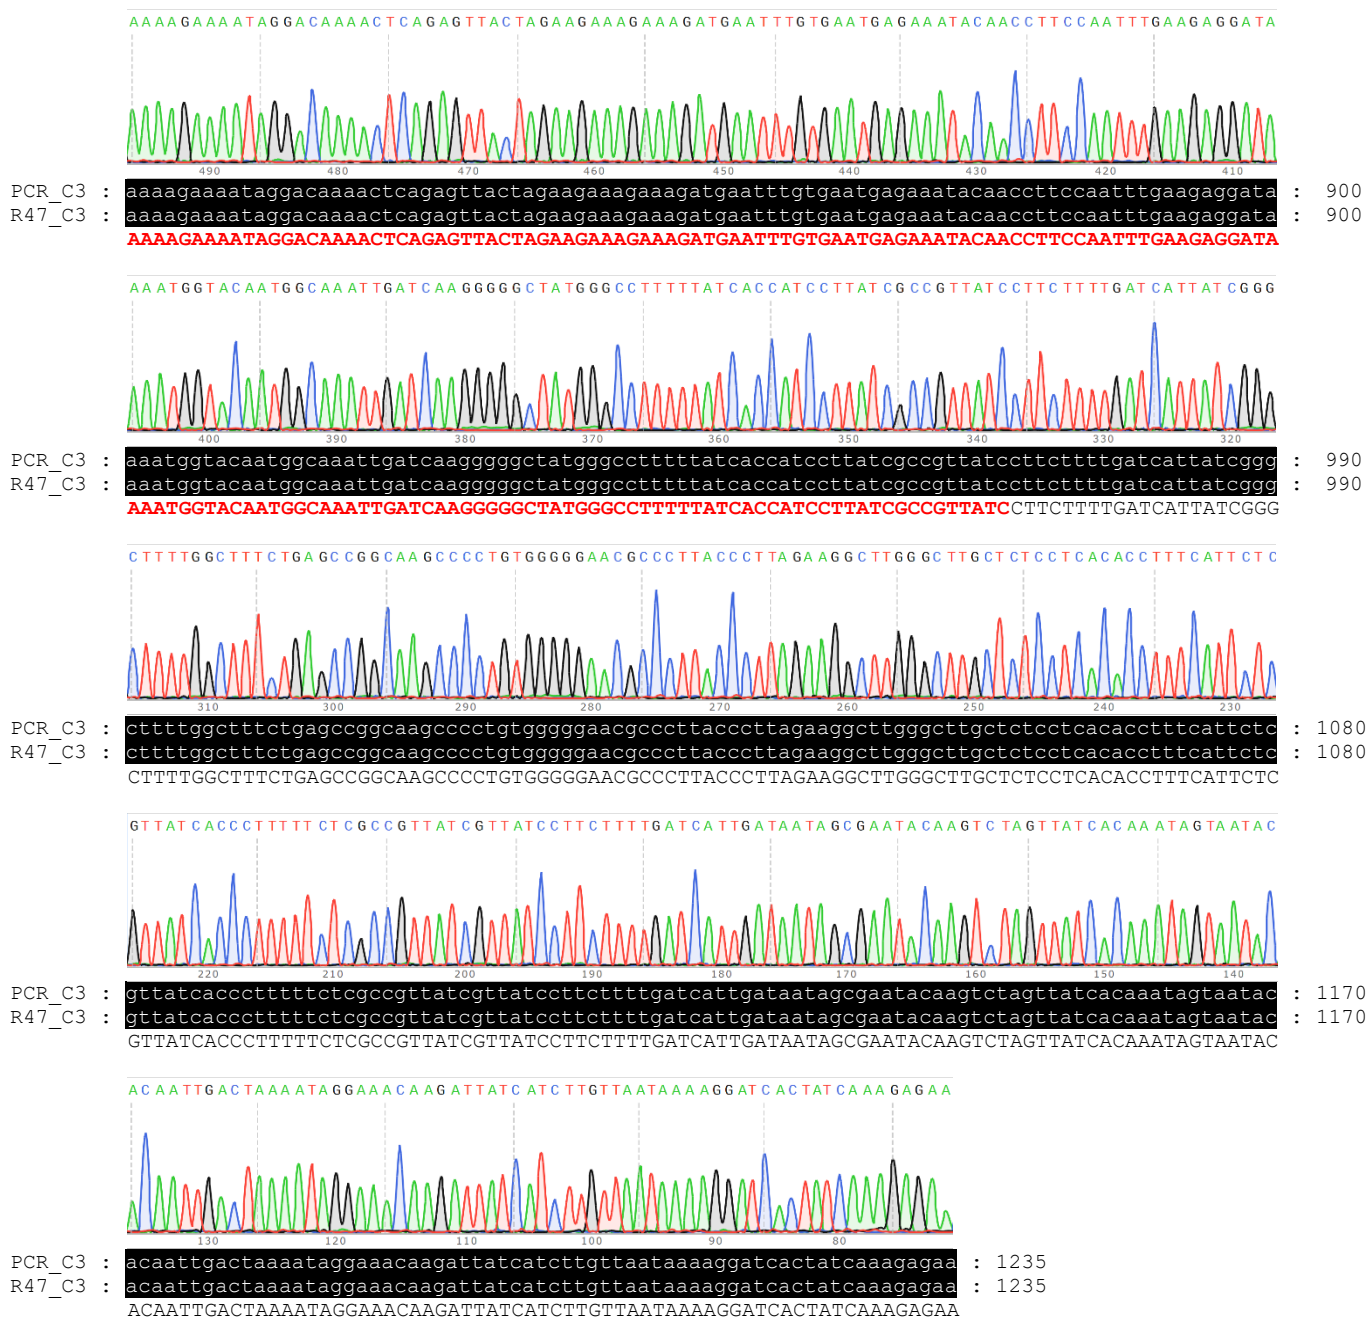 AAAAGAAAATAGGACAAAACTCAGAGTTACTAGAAGAAAGAAAGATGAATTTGTGAATGAGAAATACAACCTTCCAATTTGAAGAGGATA
490 480 470 460 450 440 430 420 410
PCR_C3 : aaaagaaaataggacaaaactcagagttactagaagaaagaaagatgaatttgtgaatgagaaatacaaccttccaatttgaagaggata : 900
R47_C3 : aaaagaaaataggacaaaactcagagttactagaagaaagaaagatgaatttgtgaatgagaaatacaaccttccaatttgaagaggata : 900
AAAAGAAAATAGGACAAAACTCAGAGTTACTAGAAGAAAGAAAGATGAATTTGTGAATGAGAAATACAACCTTCCAATTTGAAGAGGATA
AAATGGTACAATGGCAAATTGATCAAGGGGGCTATGGGCCTTTTTATCACCATCCTTATCGCCGTTATCCTTCTTTTGATCATTATCGGG
400 390 380 370 360 350 340 330 320
PCR_C3 : aaatggtacaatggcaaattgatcaagggggctatgggcctttttatcaccatccttatcgccgttatccttcttttgatcattatcggg : 990
R47_C3 : aaatggtacaatggcaaattgatcaagggggctatgggcctttttatcaccatccttatcgccgttatccttcttttgatcattatcggg : 990
AAATGGTACAATGGCAAATTGATCAAGGGGGCTATGGGCCTTTTTATCACCATCCTTATCGCCGTTATCCTTCTTTTGATCATTATCGGG
CTTTTGGCTTTCTGAGCCGGCAAGCCCCTGTGGGGGAACGCCCTTACCCTTAGAAGGCTTGGGCTTGCTCTCCTCACACCTTTCATTCTC
310 300 290 280 270 260 250 240 230
PCR_C3 : cttttggctttctgagccggcaagcccctgtgggggaacgcccttacccttagaaggcttgggcttgctctcctcacacctttcattctc : 1080
R47_C3 : cttttggctttctgagccggcaagcccctgtgggggaacgcccttacccttagaaggcttgggcttgctctcctcacacctttcattctc : 1080
CTTTTGGCTTTCTGAGCCGGCAAGCCCCTGTGGGGGAACGCCCTTACCCTTAGAAGGCTTGGGCTTGCTCTCCTCACACCTTTCATTCTC
GTTATCACCCTTTTTCTCGCCGTTATCGTTATCCTTCTTTTGATCATTGATAATAGCGAATACAAGTCTAGTTATCACAAATAGTAATAC
220 210 200 190 180 170 160 150 140
PCR_C3 : gttatcaccctttttctcgccgttatcgttatccttcttttgatcattgataatagcgaatacaagtctagttatcacaaatagtaatac : 1170
R47_C3 : gttatcaccctttttctcgccgttatcgttatccttcttttgatcattgataatagcgaatacaagtctagttatcacaaatagtaatac : 1170
GTTATCACCCTTTTTCTCGCCGTTATCGTTATCCTTCTTTTGATCATTGATAATAGCGAATACAAGTCTAGTTATCACAAATAGTAATAC
ACAATTGACTAAAATAGGAAACAAGATTATCATCTTGTTAATAAAAGGATCACTATCAAAGAGAA
130 120 110 100 90 80
PCR_C3 : acaattgactaaaataggaaacaagattatcatcttgttaataaaaggatcactatcaaagagaa : 1235
R47_C3 : acaattgactaaaataggaaacaagattatcatcttgttaataaaaggatcactatcaaagagaa : 1235
ACAATTGACTAAAATAGGAAACAAGATTATCATCTTGTTAATAAAAGGATCACTATCAAAGAGAA